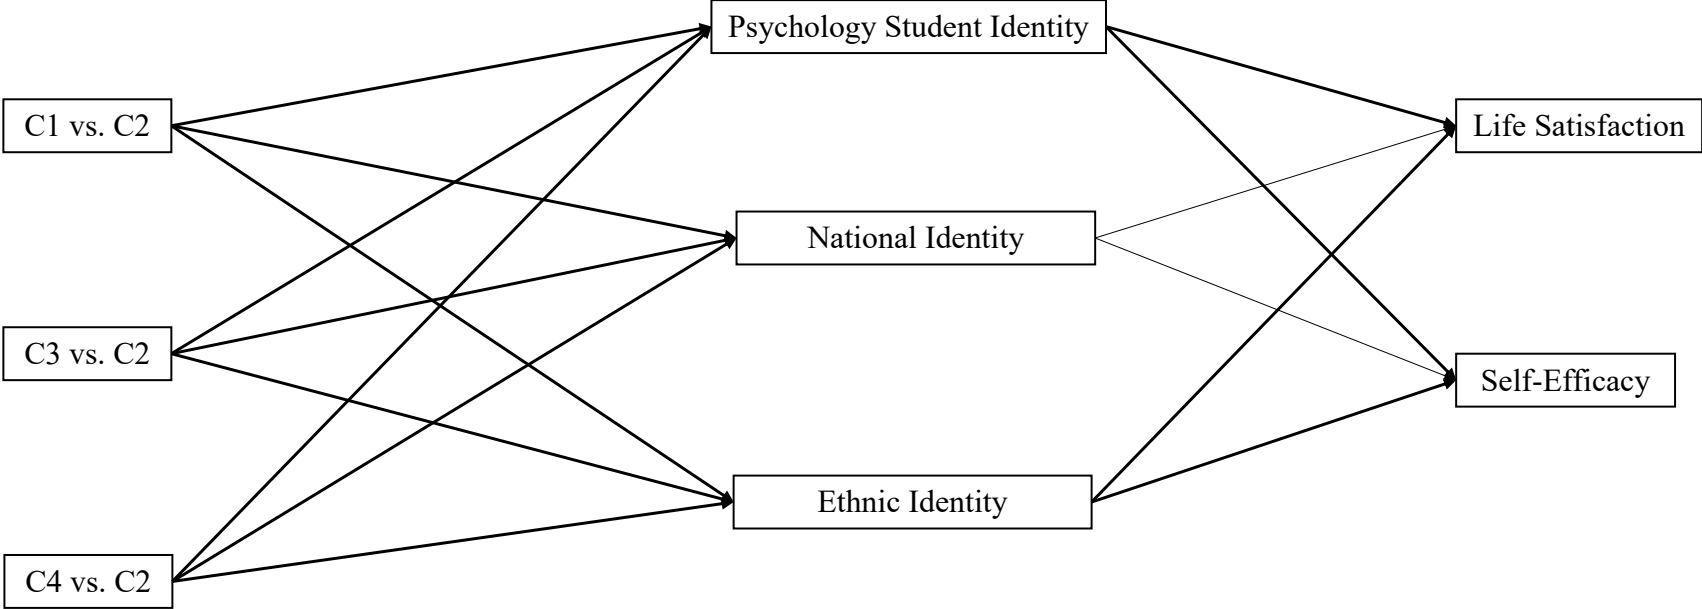 Psychology Student Identity
C1 vs. C2
Life Satisfaction
National Identity
C3 vs. C2
Self-Efficacy
Ethnic Identity
C4 vs. C2